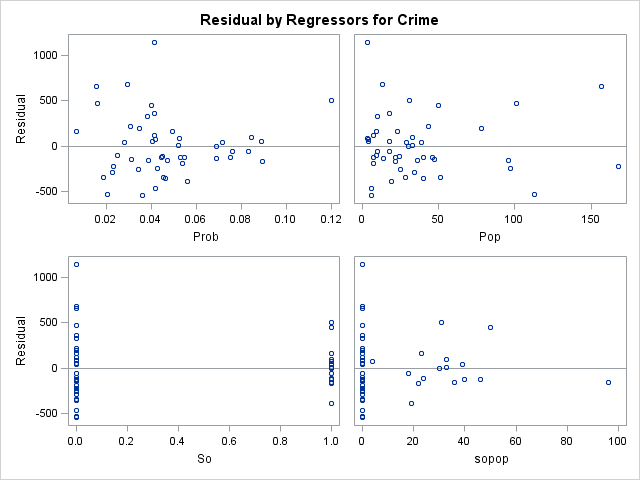 Residual by Regressors for Crime
1000
500
0
-500
Residual
0.02 0.04 0.06 0.08 0.10 0.12
Prob
0 50 100 150
Pop
1000
500
0
-500
Residual
0.0 0.2 0.4 0.6 0.8 1.0
So
0 20 40 60 80 100
sopop